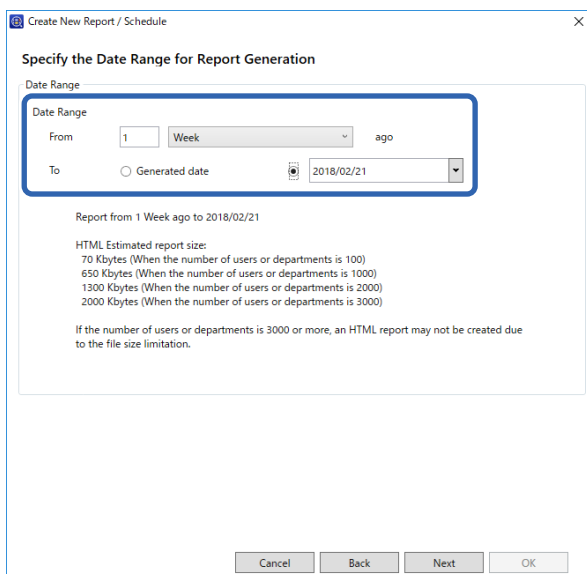 Create New Report / Schedule
Specify the Date Range for Report Generation
Date Range
Date Range
From 1 Week ago
To Generated date 2018/02/21
Report from 1 Week ago to 2018/02/21
HTML Estimated report size:
70 Kbytes (When the number of users or departments is 100)
650 Kbytes (When the number of users or departments is 1000)
1300 Kbytes (When the number of users or departments is 2000)
2000 Kbytes (When the number of users or departments is 3000)
If the number of users or departments is 3000 or more, an HTML report may not be created due
to the file size limitation.
Cancel Back Next OK